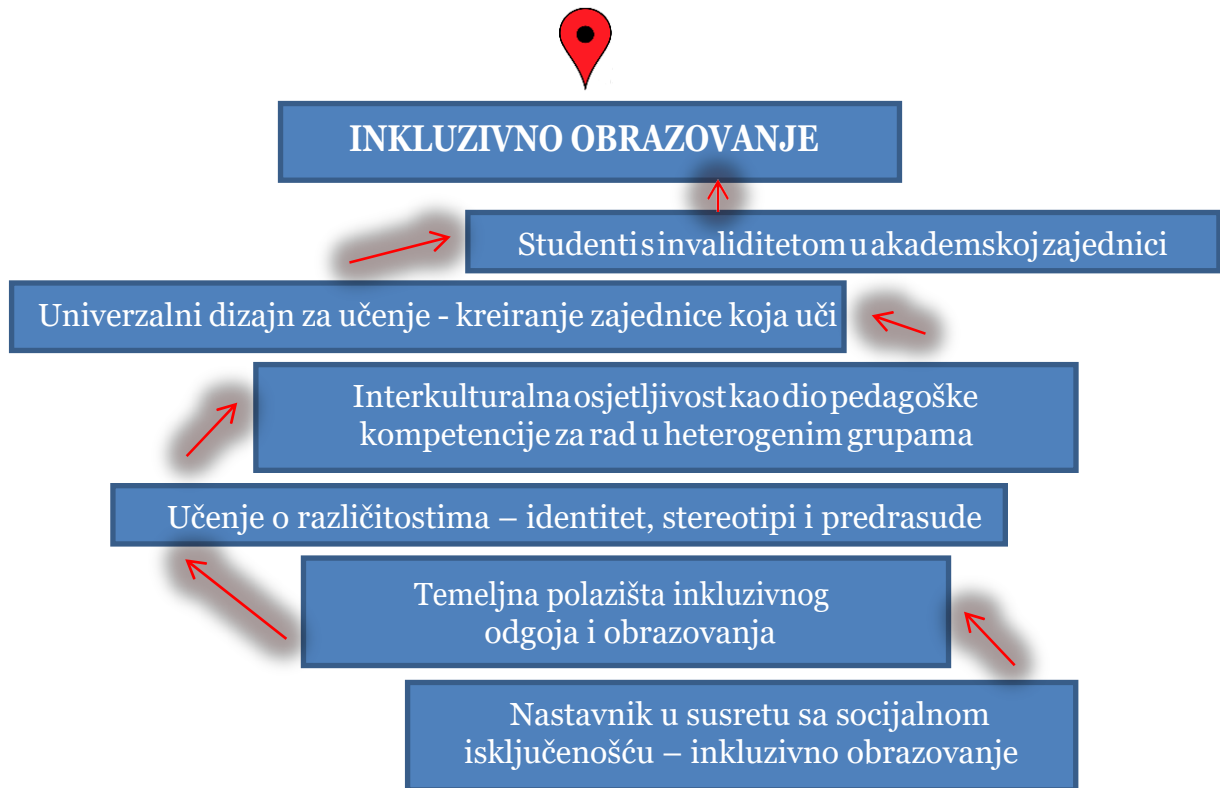 INKLUZIVNO OBRAZOVANJE
Studenti s invaliditetom u akademskoj zajednici
Univerzalni dizajn za učenje - kreiranje zajednice koja uči
Interkulturalna osjetljivost kao dio pedagoške
kompetencije za rad u heterogenim grupama
Učenje o različitostima – identitet, stereotipi i predrasude
Temeljna polazišta inkluzivnog
odgoja i obrazovanja
Nastavnik u susretu sa socijalnom
isključenošću – inkluzivno obrazovanje